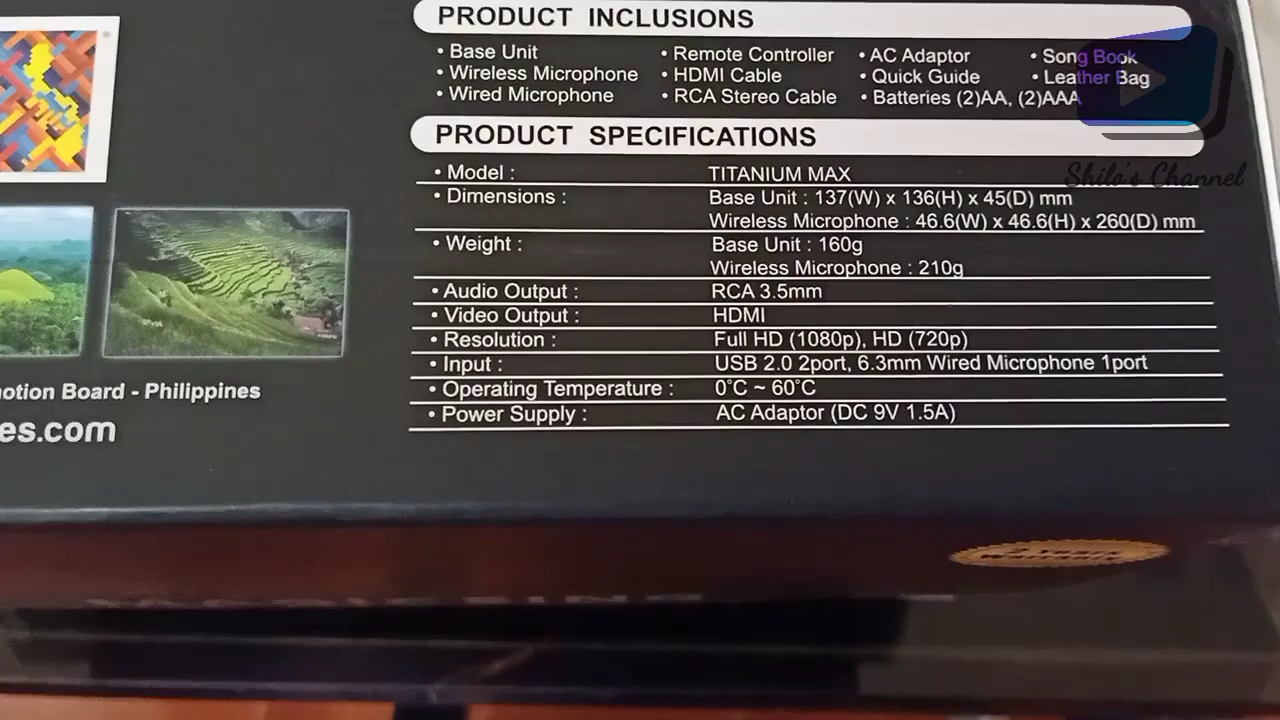 PRODUCT INCLUSIONS
• Base Unit • Remote Controller • AC Adaptor • Song Book
• Wireless Microphone • HDMI Cable • Quick Guide • Leather Bag
• Wired Microphone • RCA Stereo Cable • Batteries (2)AA, (2)AAA
PRODUCT SPECIFICATIONS
• Model : TITANIUM MAX
• Dimensions : Base Unit : 137(W) x 136(H) x 45(D) mm
Wireless Microphone : 46.6(W) x 46.6(H) x 260(D) mm
• Weight : Base Unit : 160g
Wireless Microphone : 210g
• Audio Output : RCA 3.5mm
• Video Output : HDMI
• Resolution : Full HD (1080p), HD (720p)
• Input : USB 2.0 2port, 6.3mm Wired Microphone 1port
• Operating Temperature : 0°C ~ 60°C
• Power Supply : AC Adaptor (DC 9V 1.5A)
Shilo's Channel
Board - Philippines
es.com
2 Years
Warranty